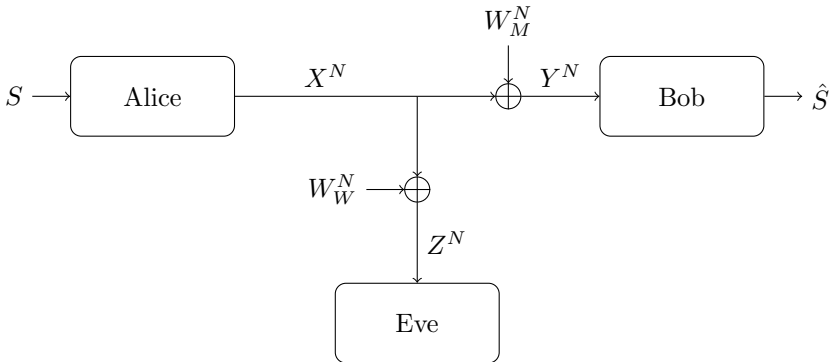 W_M^N
S
Alice
X^N
Y^N
Bob
Ŝ
W_W^N
Z^N
Eve